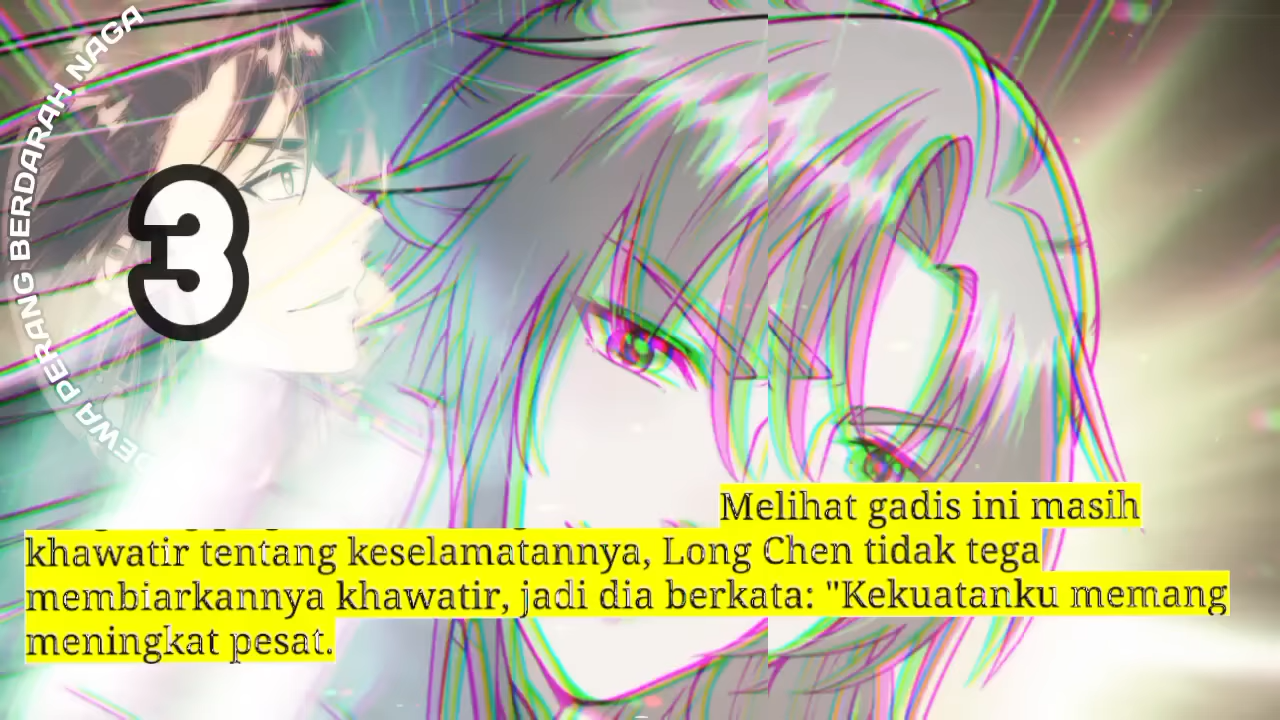 DEWA PERANG BERDARAH NAGA
3
Melihat gadis ini masih
khawatir tentang keselamatannya, Long Chen tidak tega
membiarkannya khawatir, jadi dia berkata: "Kekuatanku memang
meningkat pesat.